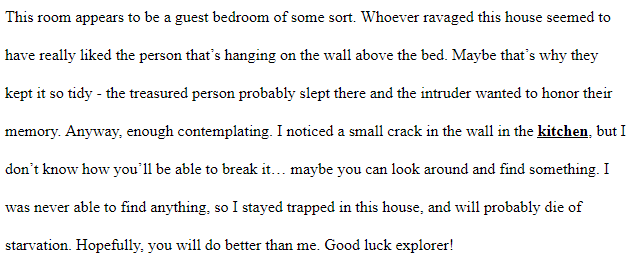 This room appears to be a guest bedroom of some sort. Whoever ravaged this house seemed to
have really liked the person that’s hanging on the wall above the bed. Maybe that’s why they
kept it so tidy - the treasured person probably slept there and the intruder wanted to honor their
memory. Anyway, enough contemplating. I noticed a small crack in the wall in the kitchen, but I
don’t know how you’ll be able to break it… maybe you can look around and find something. I
was never able to find anything, so I stayed trapped in this house, and will probably die of
starvation. Hopefully, you will do better than me. Good luck explorer!